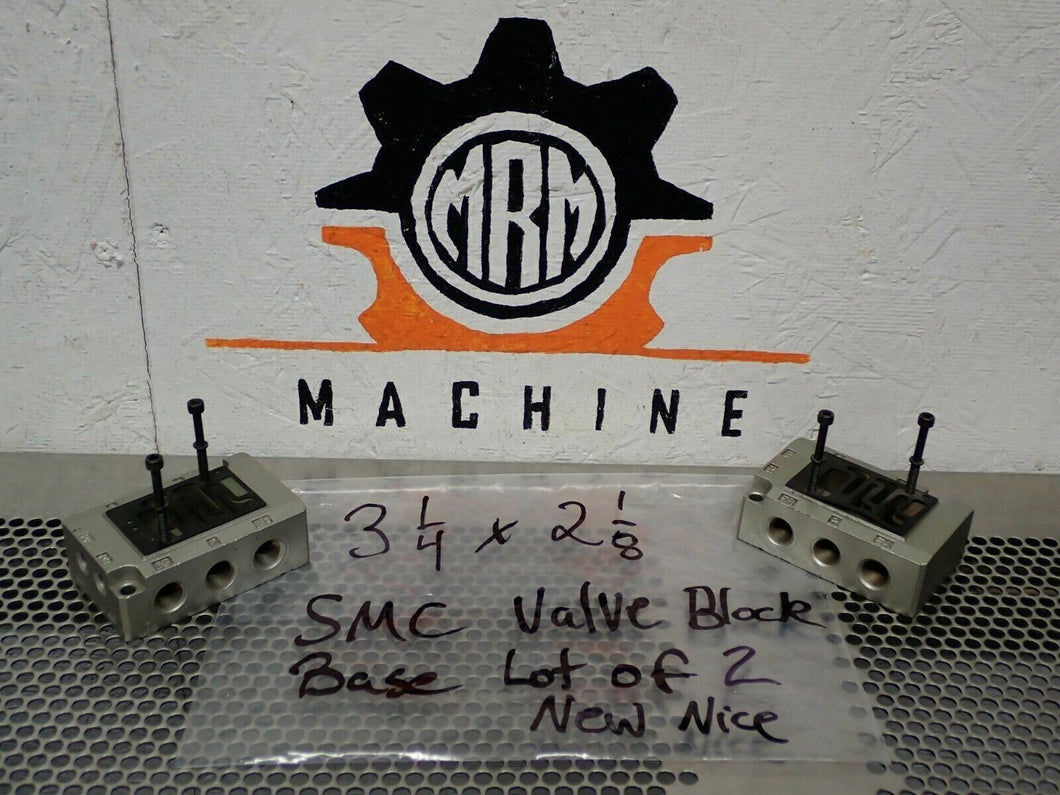 MRM
MACHINE
3 1/4 x 2 1/8
SMC Valve Block
Base Lot of 2
New Nice